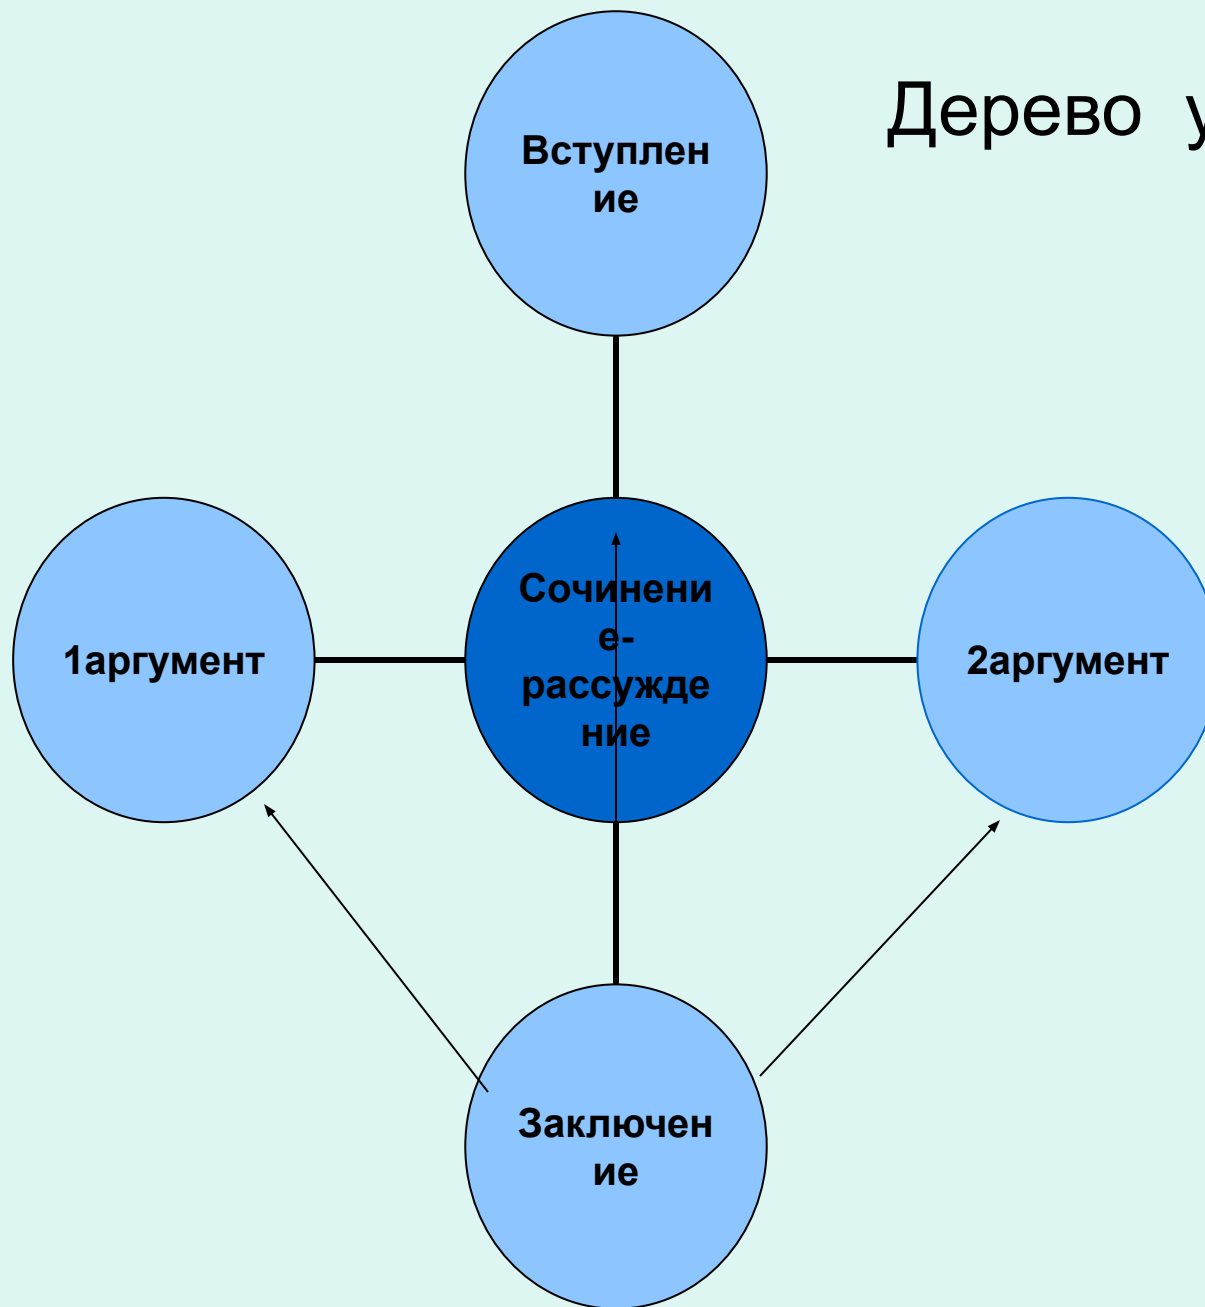 Дерево у
Вступлен
ие
1аргумент
Сочинени
е-
рассужде
ние
2аргумент
Заключен
ие